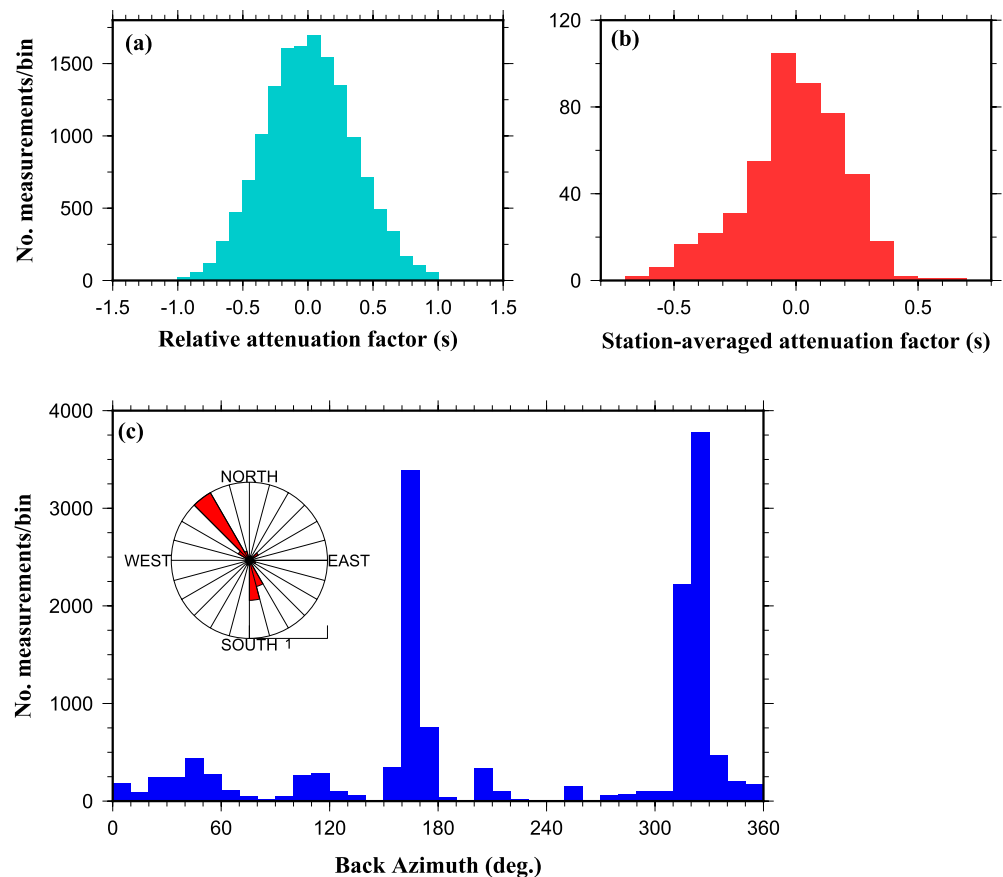 (a)
No. measurements/bin
1500
1000
500
0
-1.5 -1.0 -0.5 0.0 0.5 1.0 1.5
Relative attenuation factor (s)
(b)
120
80
40
0
-0.5 0.0 0.5
Station-averaged attenuation factor (s)
(c)
No. measurements/bin
4000
3000
2000
1000
0
NORTH
WEST EAST
SOUTH 1
0 60 120 180 240 300 360
Back Azimuth (deg.)